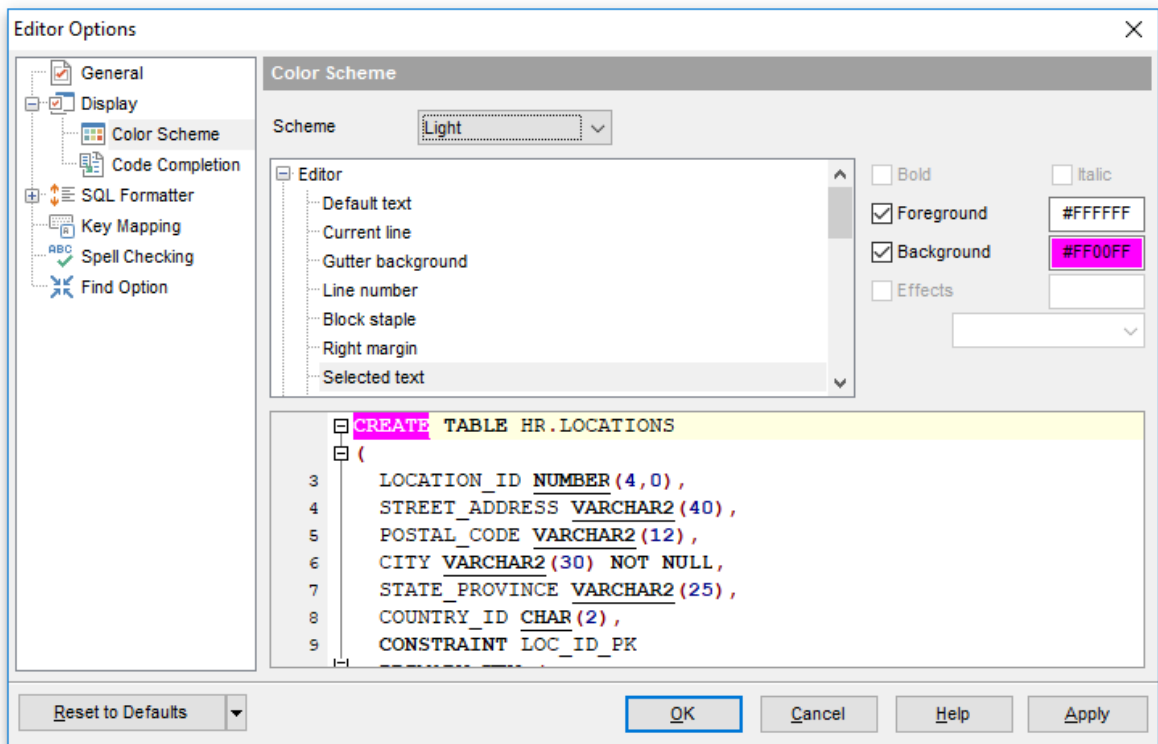 Editor Options
General
Display
Color Scheme
Code Completion
SQL Formatter
Key Mapping
ABC Spell Checking
Find Option
Color Scheme
Scheme Light
Editor
Default text
Current line
Gutter background
Line number
Block staple
Right margin
Selected text
Bold Italic
Foreground #FFFFFF
Background #FF00FF
Effects
CREATE TABLE HR.LOCATIONS
(
3 LOCATION_ID NUMBER(4,0),
4 STREET_ADDRESS VARCHAR2(40),
5 POSTAL_CODE VARCHAR2(12),
6 CITY VARCHAR2(30) NOT NULL,
7 STATE_PROVINCE VARCHAR2(25),
8 COUNTRY_ID CHAR(2),
9 CONSTRAINT LOC_ID_PK
Reset to Defaults OK Cancel Help Apply